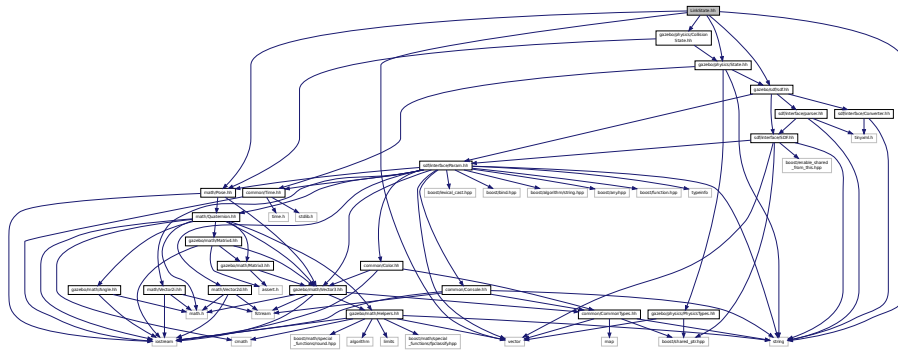 LinkState.hh
gazebo/physics/Collision
State.hh
gazebo/physics/State.hh
gazebo/sdf/sdf.hh
sdf/interface/parser.hh
sdf/interface/Converter.hh
sdf/interface/SDF.hh
tinyxml.h
boost/enable_shared
_from_this.hpp
sdf/interface/Param.hh
math/Pose.hh
common/Time.hh
boost/lexical_cast.hpp
boost/bind.hpp
boost/algorithm/string.hpp
boost/any.hpp
boost/function.hpp
typeinfo
math/Quaternion.hh
time.h
stdlib.h
gazebo/math/Matrix4.hh
gazebo/math/Matrix3.hh
common/Color.hh
gazebo/math/Angle.hh
math/Vector2i.hh
math/Vector2d.hh
assert.h
gazebo/math/Vector3.hh
common/Console.hh
math.h
fstream
gazebo/math/Helpers.hh
common/CommonTypes.hh
gazebo/physics/PhysicsTypes.hh
iostream
cmath
boost/math/special
_functions/round.hpp
algorithm
limits
boost/math/special
_functions/fpclassify.hpp
vector
map
boost/shared_ptr.hpp
string